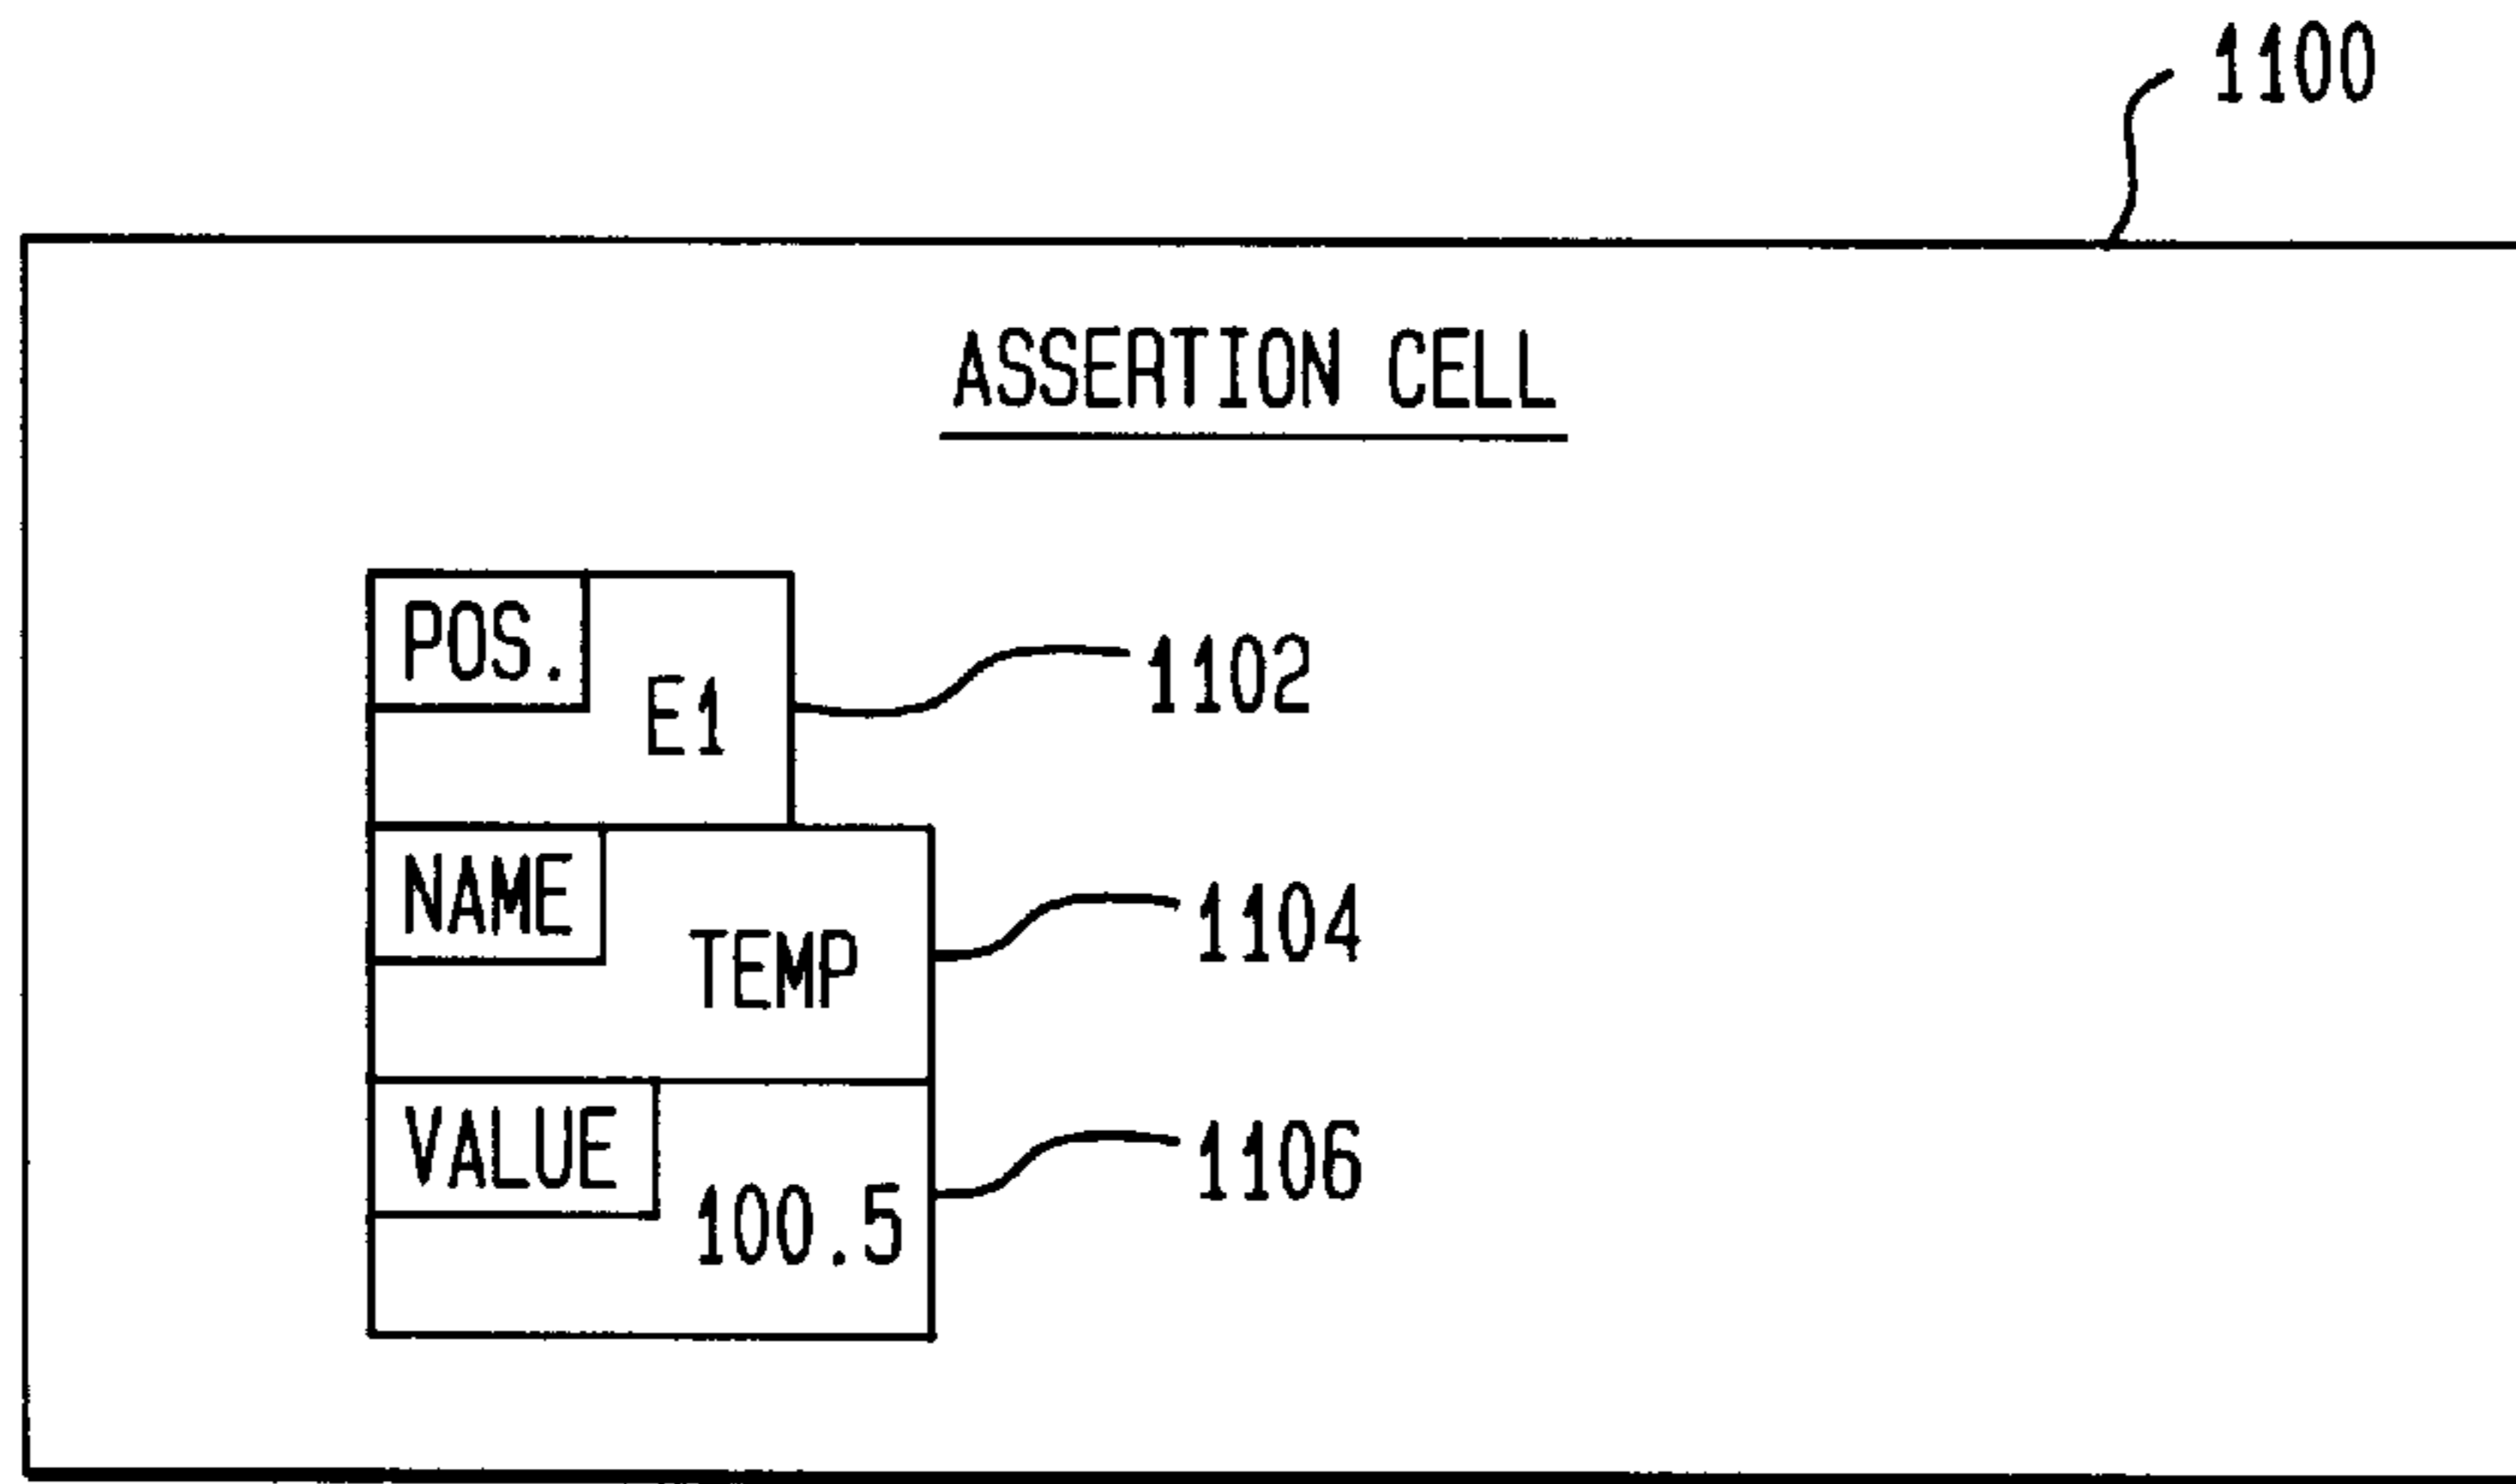 1100
ASSERTION CELL
POS.
E1
1102
NAME
TEMP
1104
VALUE
100.5
1106